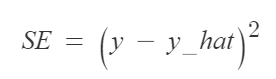 SE = (y − y_hat)²